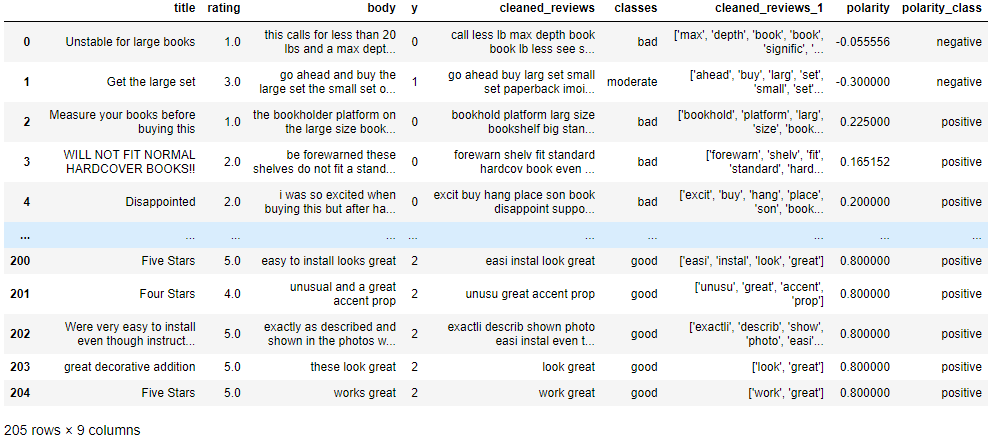 title rating body y cleaned_reviews classes cleaned_reviews_1 polarity polarity_class
0 Unstable for large books 1.0 this calls for less than 20 lbs and a max dept... 0 call less lb max depth book book lb less see s... bad ['max', 'depth', 'book', 'book', 'signific', '... -0.055556 negative
1 Get the large set 3.0 go ahead and buy the large set the small set o... 1 go ahead buy larg set small set paperback imoi... moderate ['ahead', 'buy', 'larg', 'set', 'small', 'set'... -0.300000 negative
2 Measure your books before buying this 1.0 the bookholder platform on the large size book... 0 bookhold platform larg size bookshelf big stan... bad ['bookhold', 'platform', 'larg', 'size', 'book... 0.225000 positive
3 WILL NOT FIT NORMAL HARDCOVER BOOKS!! 2.0 be forewarned these shelves do not fit a stand... 0 forewarn shelv fit standard hardcov book even ... bad ['forewarn', 'shelv', 'fit', 'standard', 'hard... 0.165152 positive
4 Disappointed 2.0 i was so excited when buying this but after ha... 0 excit buy hang place son book disappoint suppo... bad ['excit', 'buy', 'hang', 'place', 'son', 'book... 0.200000 positive
... ... ... ... ... ... ... ... ... ...
200 Five Stars 5.0 easy to install looks great 2 easi instal look great good ['easi', 'instal', 'look', 'great'] 0.800000 positive
201 Four Stars 4.0 unusual and a great accent prop 2 unusu great accent prop good ['unusu', 'great', 'accent', 'prop'] 0.800000 positive
202 Were very easy to install even though instruct... 5.0 exactly as described and shown in the photos w... 2 exactli describ shown photo easi instal even t... good ['exactli', 'describ', 'show', 'photo', 'easi'... 0.800000 positive
203 great decorative addition 5.0 these look great 2 look great good ['look', 'great'] 0.800000 positive
204 Five Stars 5.0 works great 2 work great good ['work', 'great'] 0.800000 positive
205 rows × 9 columns